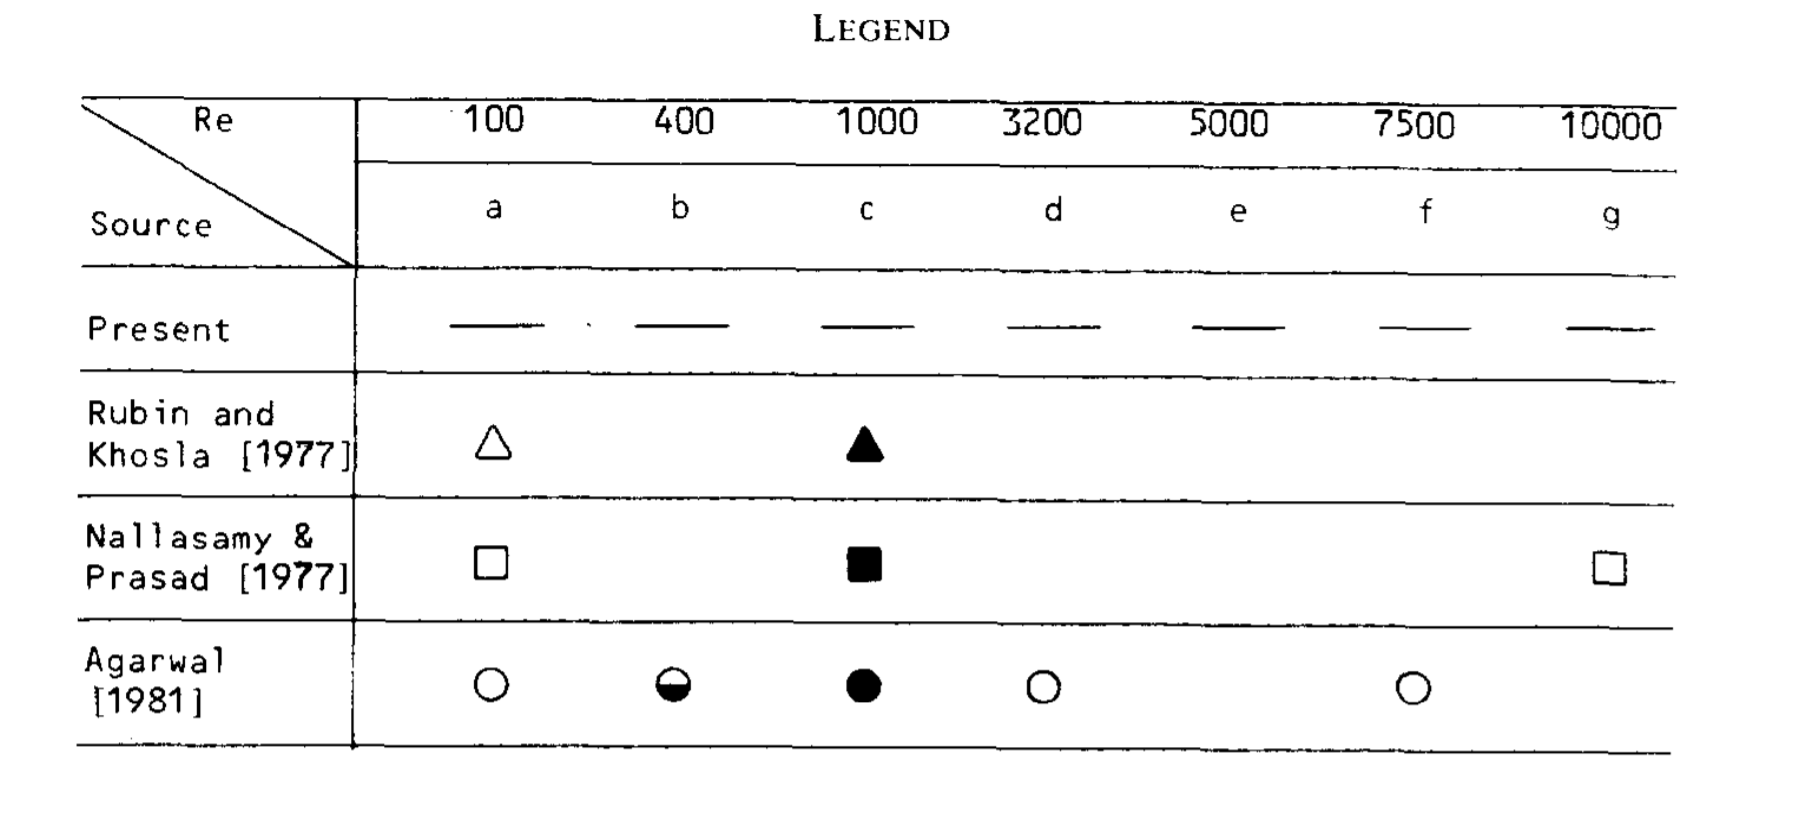 LEGEND
Re 100 400 1000 3200 5000 7500 10000
Source a b c d e f g
Present
Rubin and
Khosla [1977]
Nallasamy &
Prasad [1977]
Agarwal
[1981]